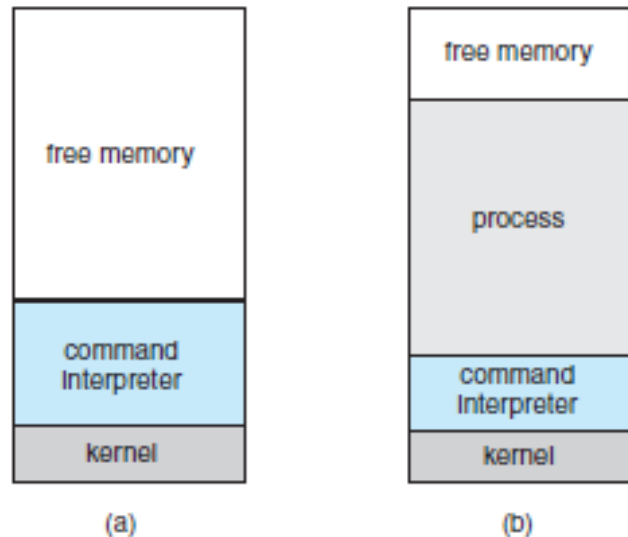 free memory
command
Interpreter
kernel
(a)
free memory
process
command
Interpreter
kernel
(b)